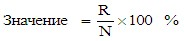 Значение = R/N × 100 %